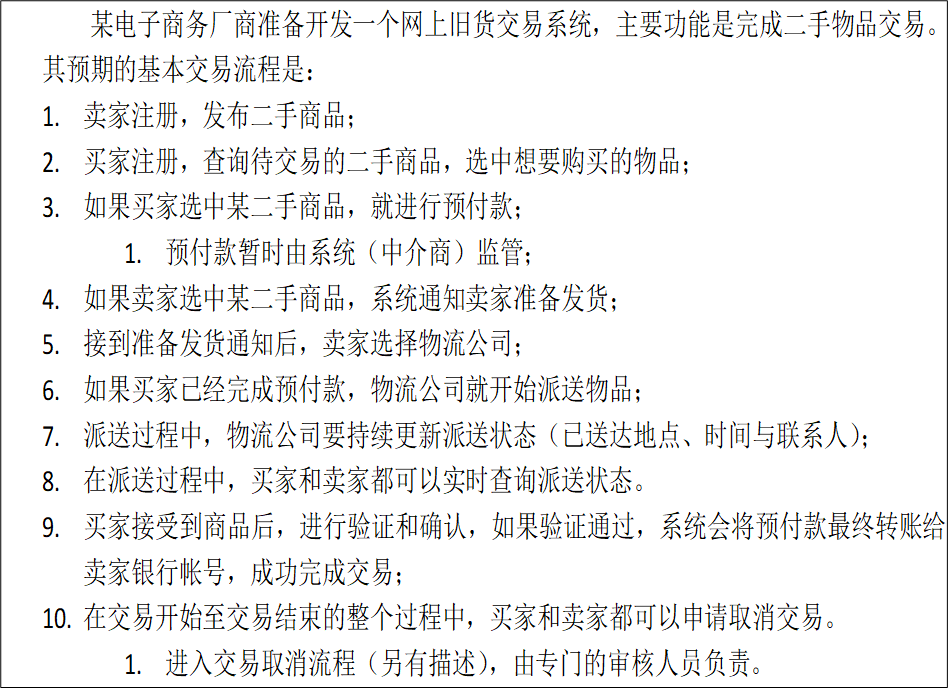 某电子商务厂商准备开发一个网上旧货交易系统，主要功能是完成二手物品交易。
其预期的基本交易流程是：
1. 卖家注册，发布二手商品；
2. 买家注册，查询待交易的二手商品，选中想要购买的物品；
3. 如果买家选中某二手商品，就进行预付款；
1. 预付款暂时由系统（中介商）监管；
4. 如果卖家选中某二手商品，系统通知卖家准备发货；
5. 接到准备发货通知后，卖家选择物流公司；
6. 如果买家已经完成预付款，物流公司就开始派送物品；
7. 派送过程中，物流公司要持续更新派送状态（已送达地点、时间与联系人）；
8. 在派送过程中，买家和卖家都可以实时查询派送状态。
9. 买家接受到商品后，进行验证和确认，如果验证通过，系统会将预付款最终转账给
卖家银行帐号，成功完成交易；
10. 在交易开始至交易结束的整个过程中，买家和卖家都可以申请取消交易。
1. 进入交易取消流程（另有描述），由专门的审核人员负责。